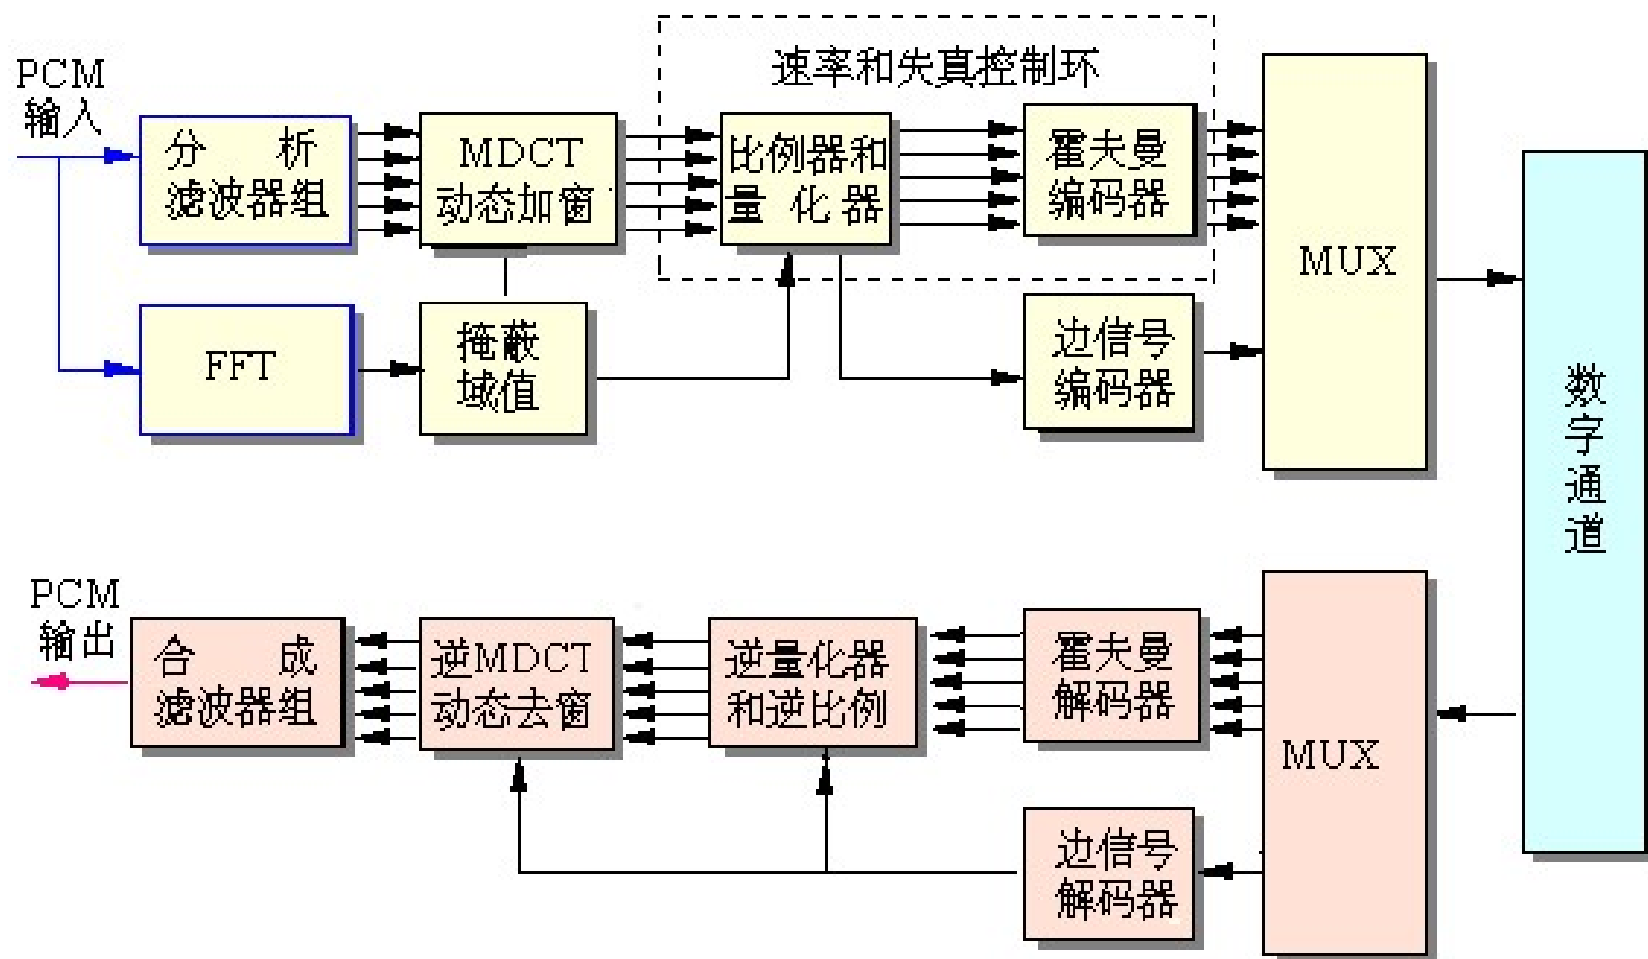 速率和失真控制环
PCM
输入
分 析
滤波器组
MDCT
动态加窗
比例器和
量 化 器
霍夫曼
编码器
MUX
FFT
掩蔽
域值
边信号
编码器
数
字
通
道
PCM
输出
合 成
滤波器组
逆MDCT
动态去窗
逆量化器
和逆比例
霍夫曼
解码器
MUX
边信号
解码器